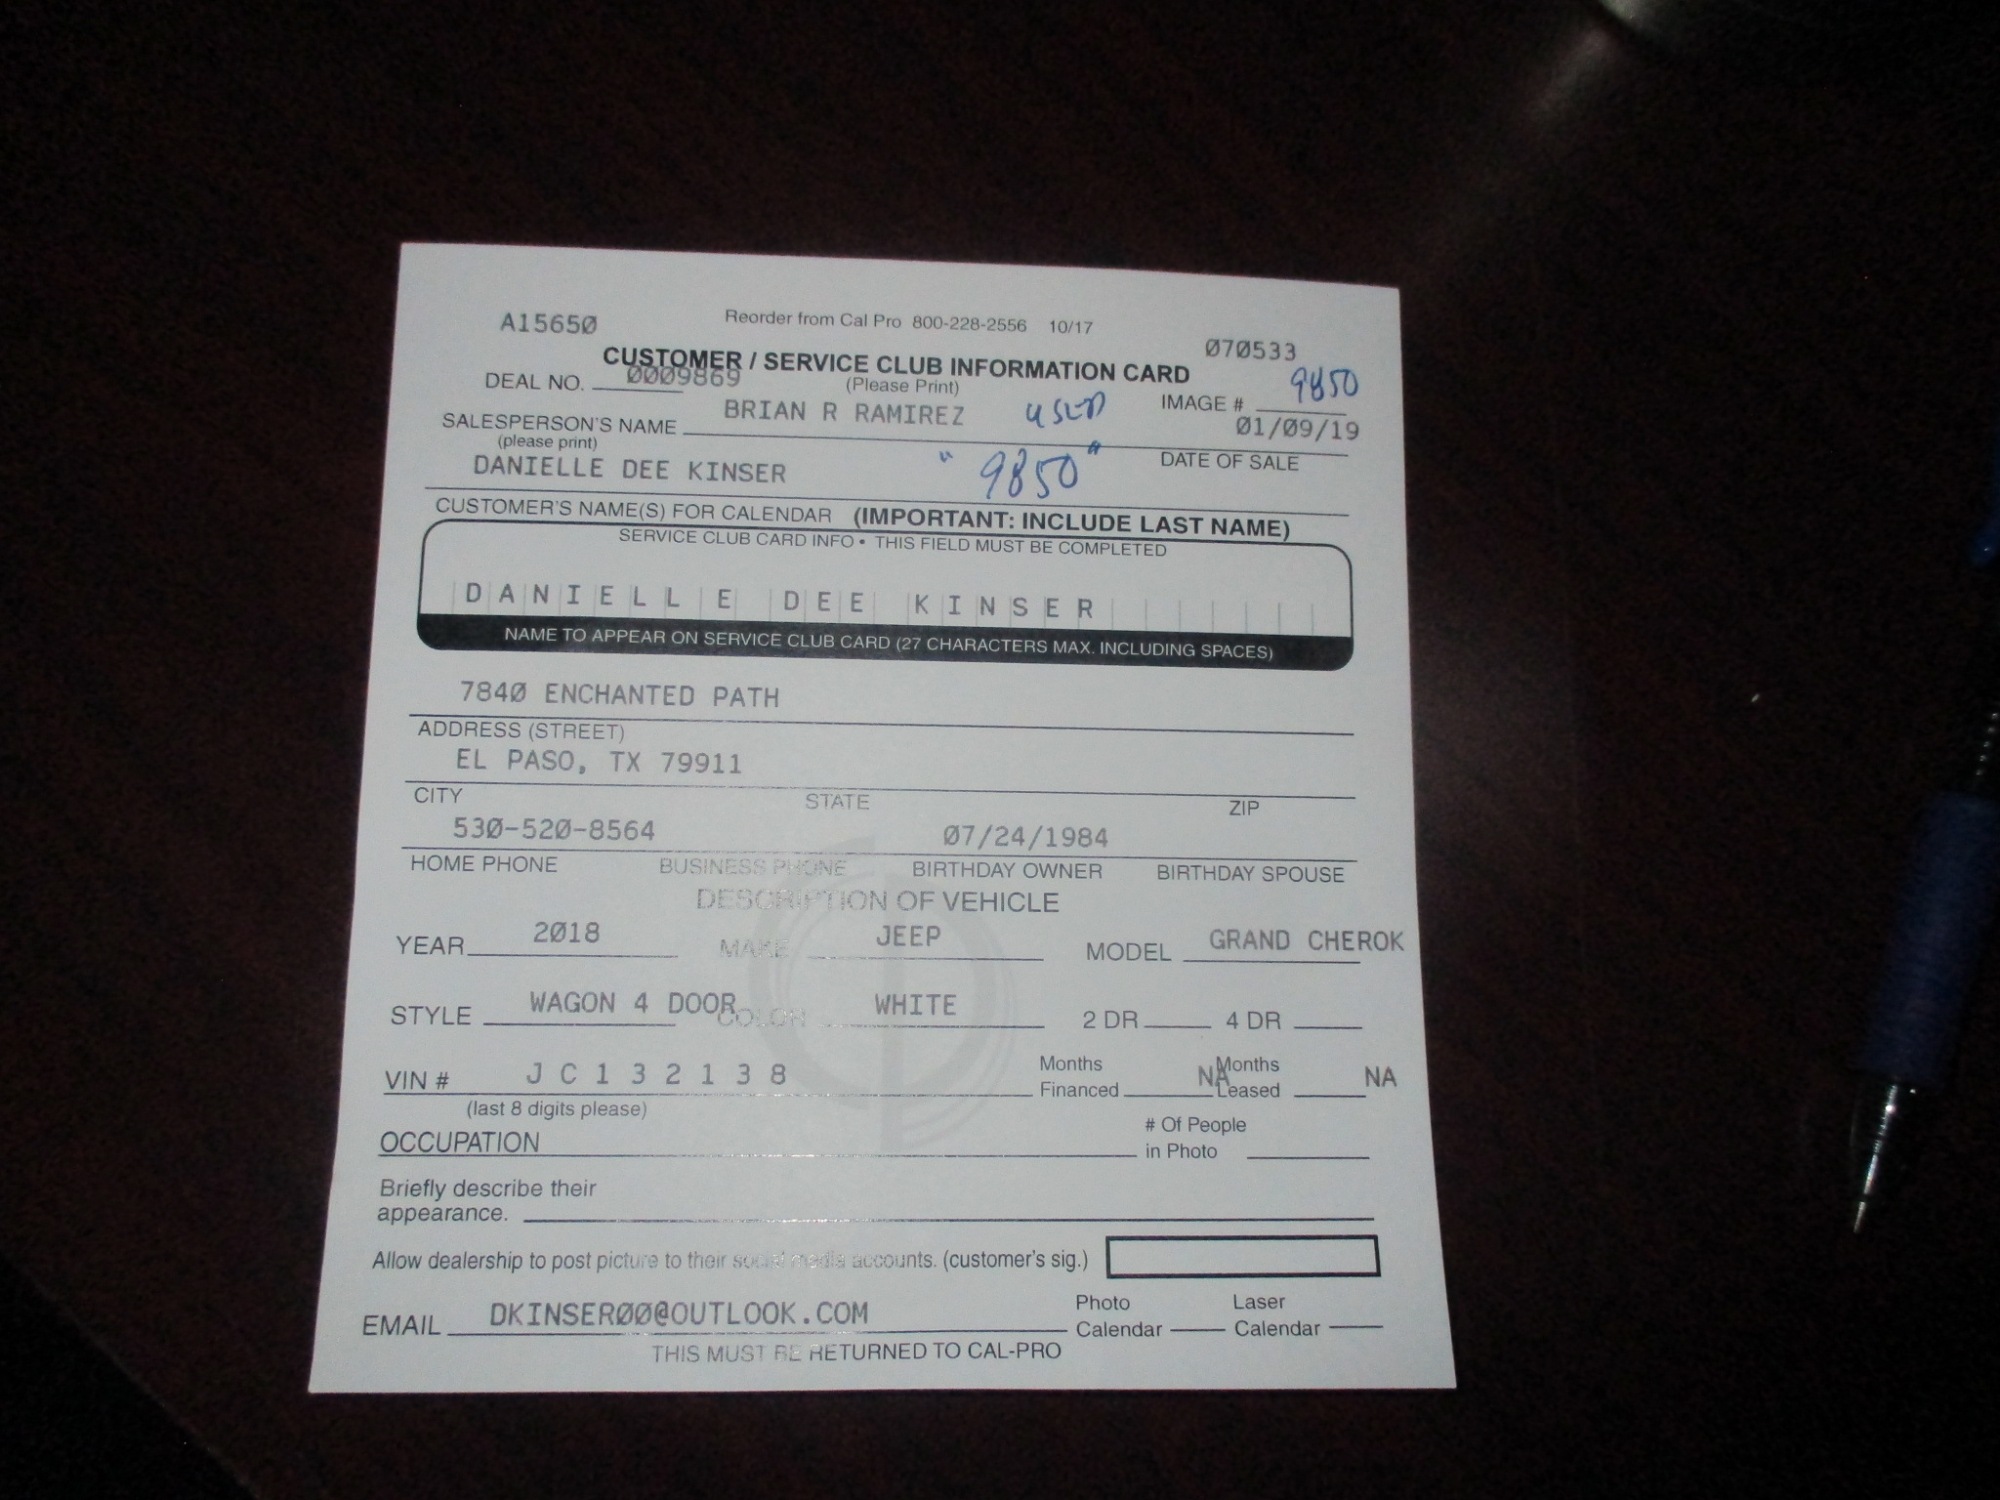 A15650 Reorder from Cal Pro 800-228-2556 10/17
070533
CUSTOMER / SERVICE CLUB INFORMATION CARD
DEAL NO. 0009869 (Please Print) IMAGE # 9850
SALESPERSON'S NAME BRIAN R RAMIREZ USED 01/09/19
(please print) DATE OF SALE
DANIELLE DEE KINSER "9850"
CUSTOMER'S NAME(S) FOR CALENDAR (IMPORTANT: INCLUDE LAST NAME)
SERVICE CLUB CARD INFO • THIS FIELD MUST BE COMPLETED
DANIELLE DEE KINSER
NAME TO APPEAR ON SERVICE CLUB CARD (27 CHARACTERS MAX. INCLUDING SPACES)
7840 ENCHANTED PATH
ADDRESS (STREET)
EL PASO, TX 79911
CITY STATE ZIP
530-520-8564 07/24/1984
HOME PHONE BUSINESS PHONE BIRTHDAY OWNER BIRTHDAY SPOUSE
DESCRIPTION OF VEHICLE
YEAR 2018 MAKE JEEP MODEL GRAND CHEROK
STYLE WAGON 4 DOOR COLOR WHITE 2 DR 4 DR
VIN # JC132138 Months Financed NA Months Leased NA
(last 8 digits please)
OCCUPATION # Of People in Photo
Briefly describe their
appearance.
Allow dealership to post picture to their social media accounts. (customer's sig.)
EMAIL DKINSER00@OUTLOOK.COM Photo Calendar Laser Calendar
THIS MUST BE RETURNED TO CAL-PRO